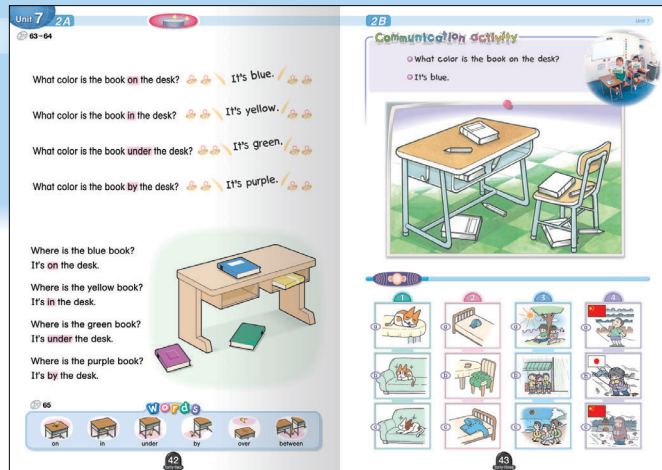 Unit 7 2A
63-64
What color is the book on the desk? It's blue.
What color is the book in the desk? It's yellow.
What color is the book under the desk? It's green.
What color is the book by the desk? It's purple.
Where is the blue book?
It's on the desk.
Where is the yellow book?
It's in the desk.
Where is the green book?
It's under the desk.
Where is the purple book?
It's by the desk.
65
Words
on in under by over between
42
forty-two
2B
Unit 7
Communication activity
What color is the book on the desk?
It's blue.
1 2 3 4
a a a a
b b b b
c c c c
43
forty-three